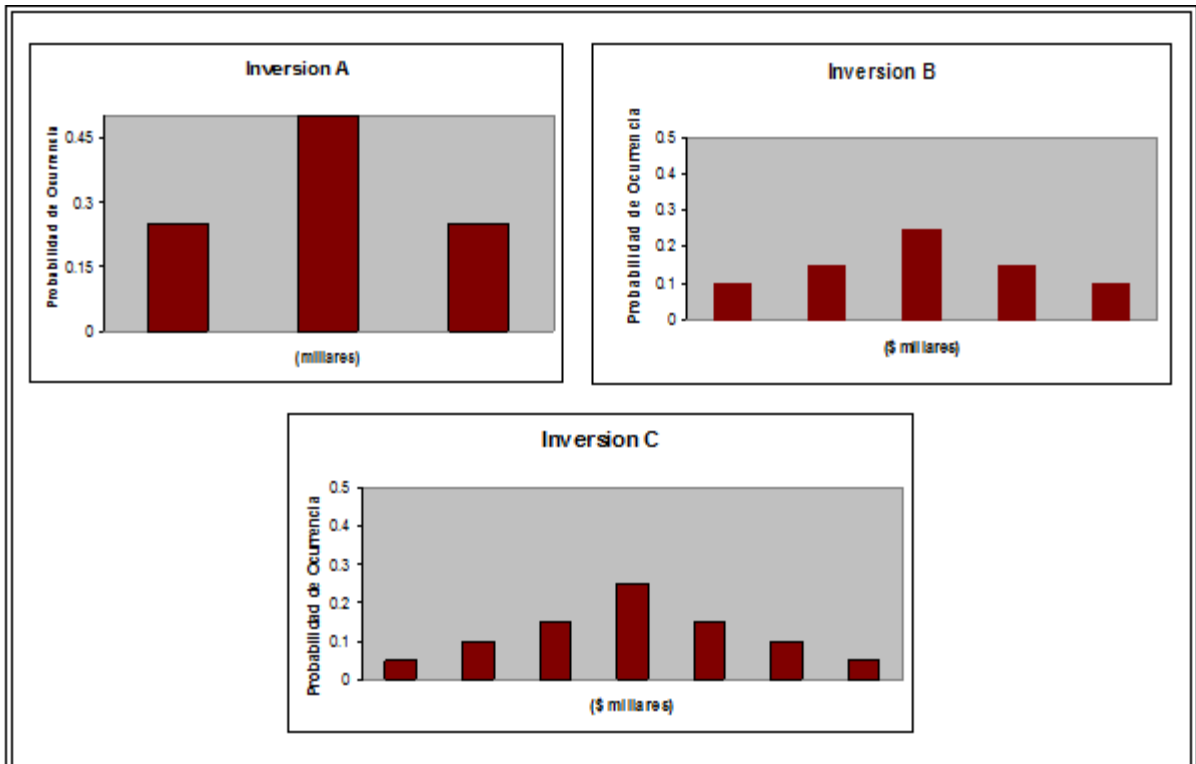 Inversion A
Probabilidad de Ocurrencia
0.45
0.3
0.15
0
(millares)
Inversion B
Probabilidad de Ocurrencia
0.5
0.4
0.3
0.2
0.1
0
($ millares)
Inversion C
Probabilidad de Ocurrencia
0.5
0.4
0.3
0.2
0.1
0
($ millares)